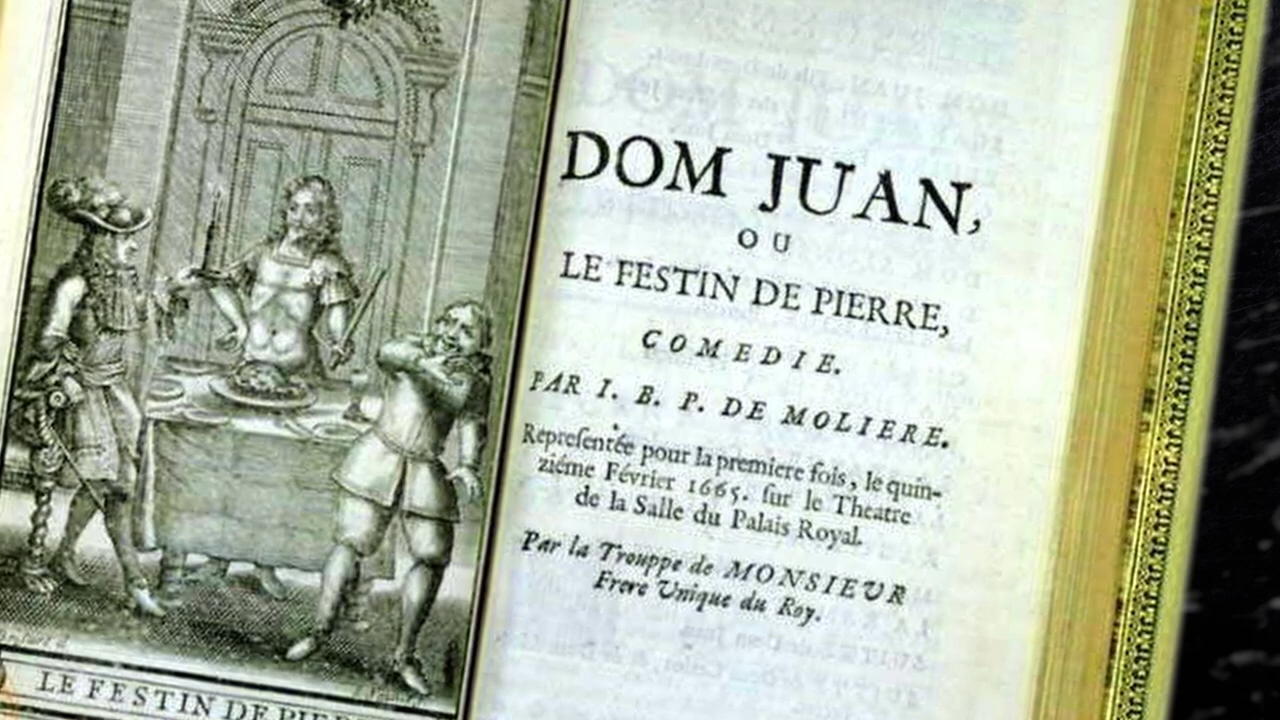 LE FESTIN DE
DOM JUAN,
OU
LE FESTIN DE PIERRE,
COMEDIE.
PAR I. B. P. DE MOLIERE.
Repreſentée pour la premiere fois, le quin-
ziéme Février 1665. ſur le Theatre
de la Salle du Palais Royal.
Par la Trouppe de MONSIEUR
Frere Unique du Roy.